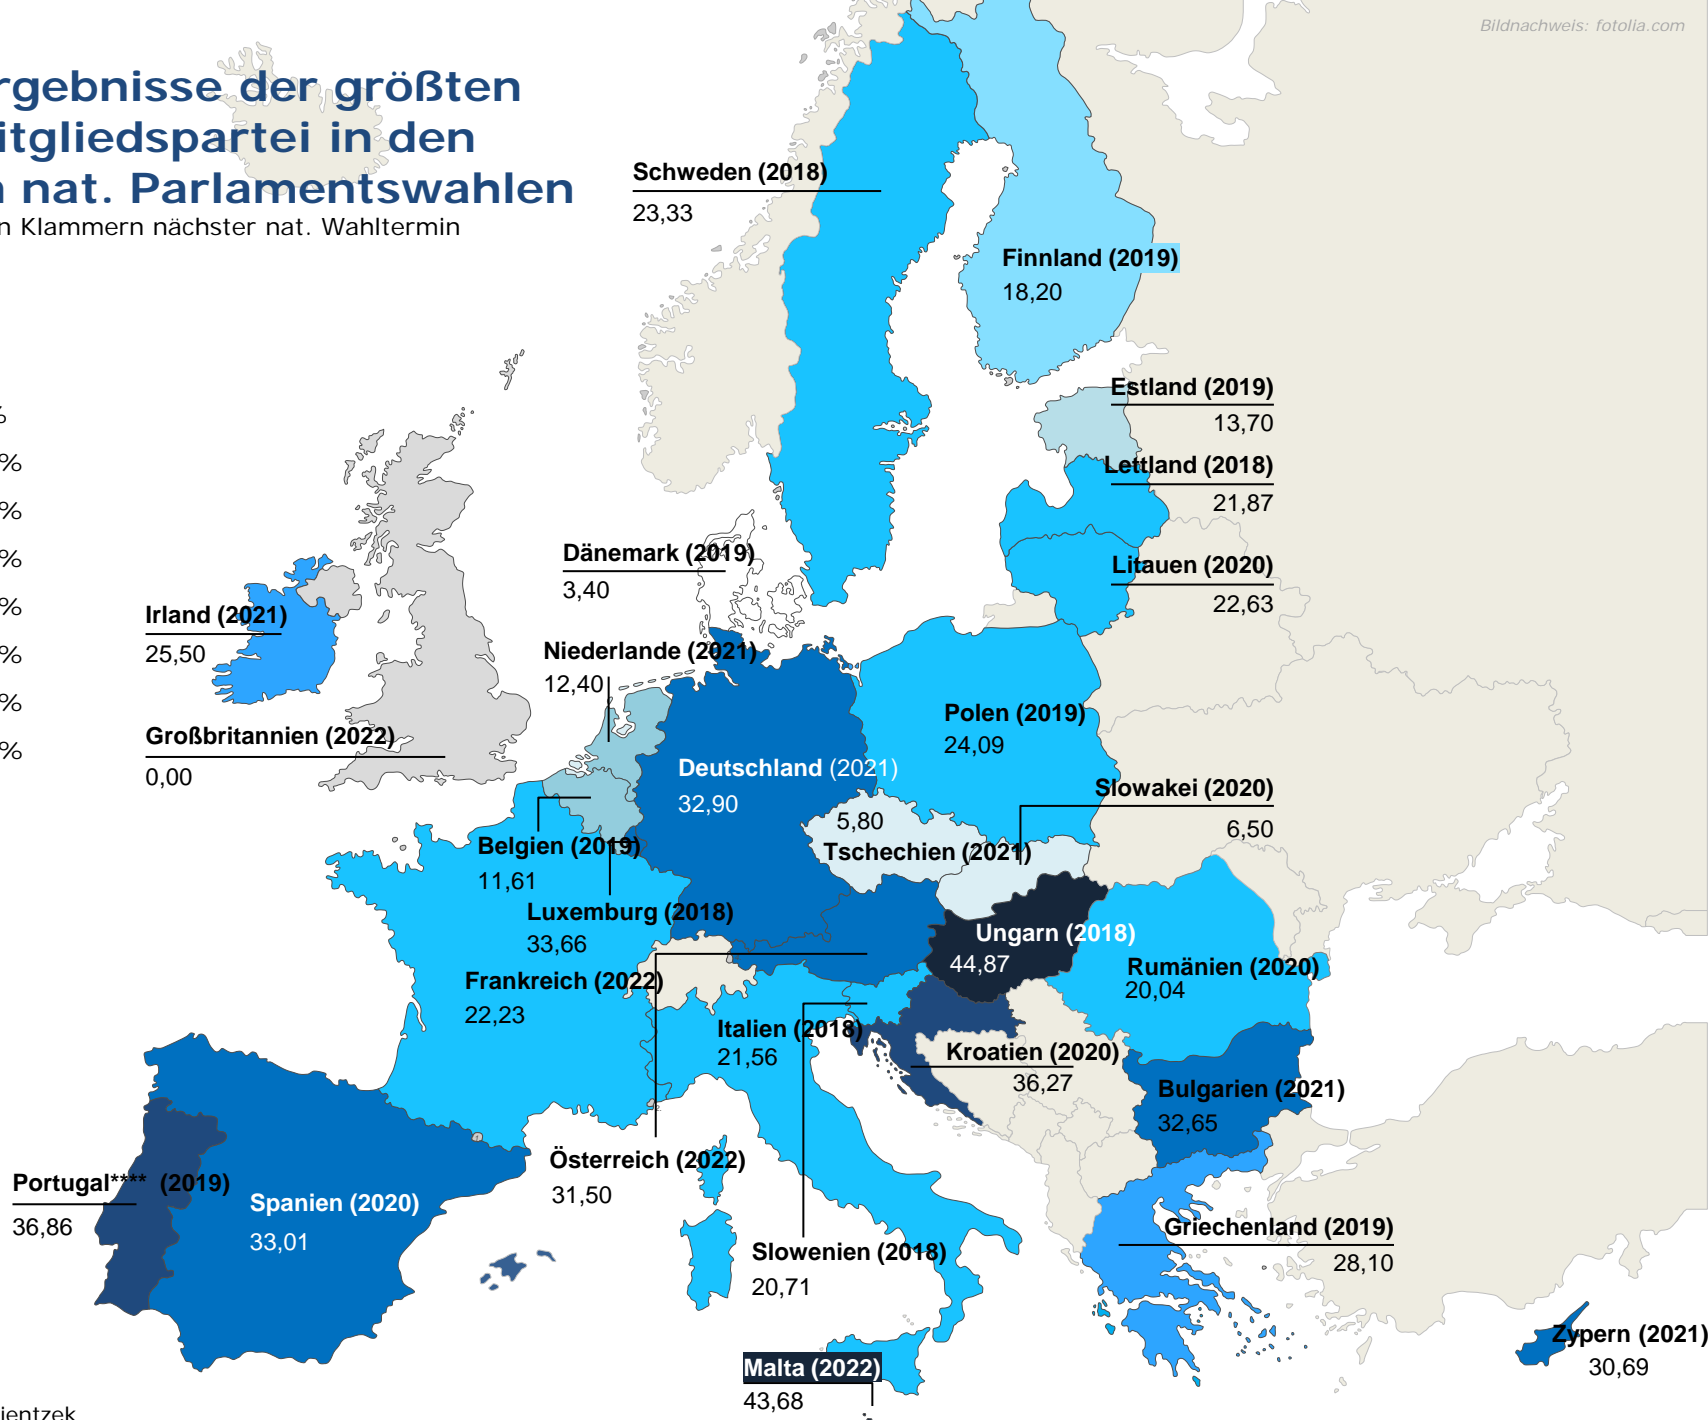 Bildnachweis: fotolia.com
rgebnisse der größten
itgliedspartei in den
nat. Parlamentswahlen
n Klammern nächster nat. Wahltermin
%
%
%
%
%
%
%
%
Schweden (2018)
23,33
Finnland (2019)
18,20
Estland (2019)
13,70
Lettland (2018)
21,87
Dänemark (2019)
3,40
Litauen (2020)
22,63
Irland (2021)
25,50
Niederlande (2021)
12,40
Großbritannien (2022)
0,00
Polen (2019)
24,09
Deutschland (2021)
32,90
Slowakei (2020)
6,50
5,80
Tschechien (2021)
Belgien (2019)
11,61
Luxemburg (2018)
33,66
Ungarn (2018)
44,87
Frankreich (2022)
22,23
Rumänien (2020)
20,04
Italien (2018)
21,56
Kroatien (2020)
36,27
Bulgarien (2021)
32,65
Österreich (2022)
31,50
Portugal**** (2019)
36,86
Spanien (2020)
33,01
Slowenien (2018)
20,71
Griechenland (2019)
28,10
Zypern (2021)
30,69
Malta (2022)
43,68
ientzek